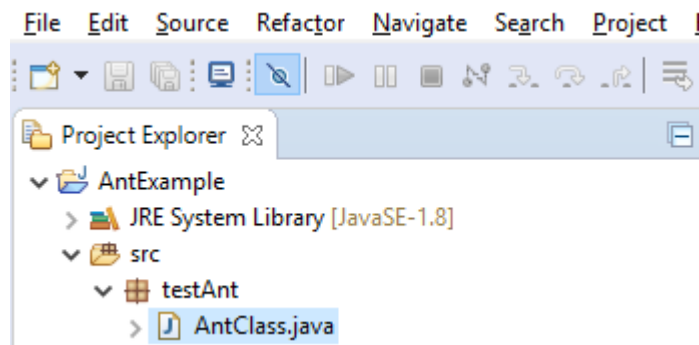 File Edit Source Refactor Navigate Search Project
Project Explorer
AntExample
JRE System Library [JavaSE-1.8]
src
testAnt
AntClass.java